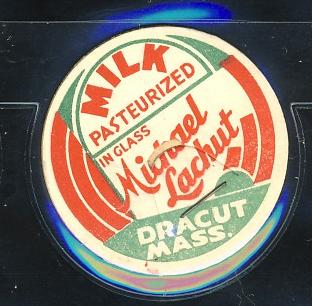 MILK
PASTEURIZED
IN GLASS
Michael
Lachut
DRACUT
MASS.